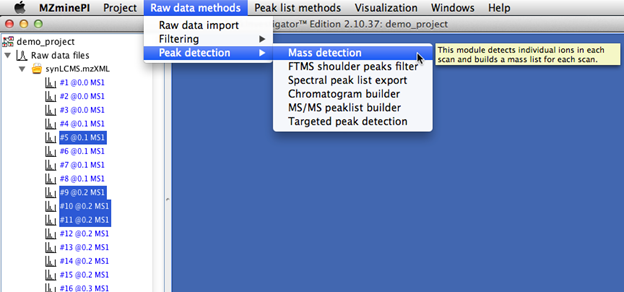 MZminePI Project Raw data methods Peak list methods Visualization Windows Help
igator™ Edition 2.10.37: demo_project
Raw data import
Filtering
Peak detection
Mass detection
FTMS shoulder peaks filter
Spectral peak list export
Chromatogram builder
MS/MS peaklist builder
Targeted peak detection
This module detects individual ions in each
scan and builds a mass list for each scan.
demo_project
Raw data files
synLCMS.mzXML
#1 @0.0 MS1
#2 @0.0 MS1
#3 @0.0 MS1
#4 @0.1 MS1
#5 @0.1 MS1
#6 @0.1 MS1
#7 @0.1 MS1
#8 @0.1 MS1
#9 @0.2 MS1
#10 @0.2 MS1
#11 @0.2 MS1
#12 @0.2 MS1
#13 @0.2 MS1
#14 @0.2 MS1
#15 @0.2 MS1
#16 @0.3 MS1